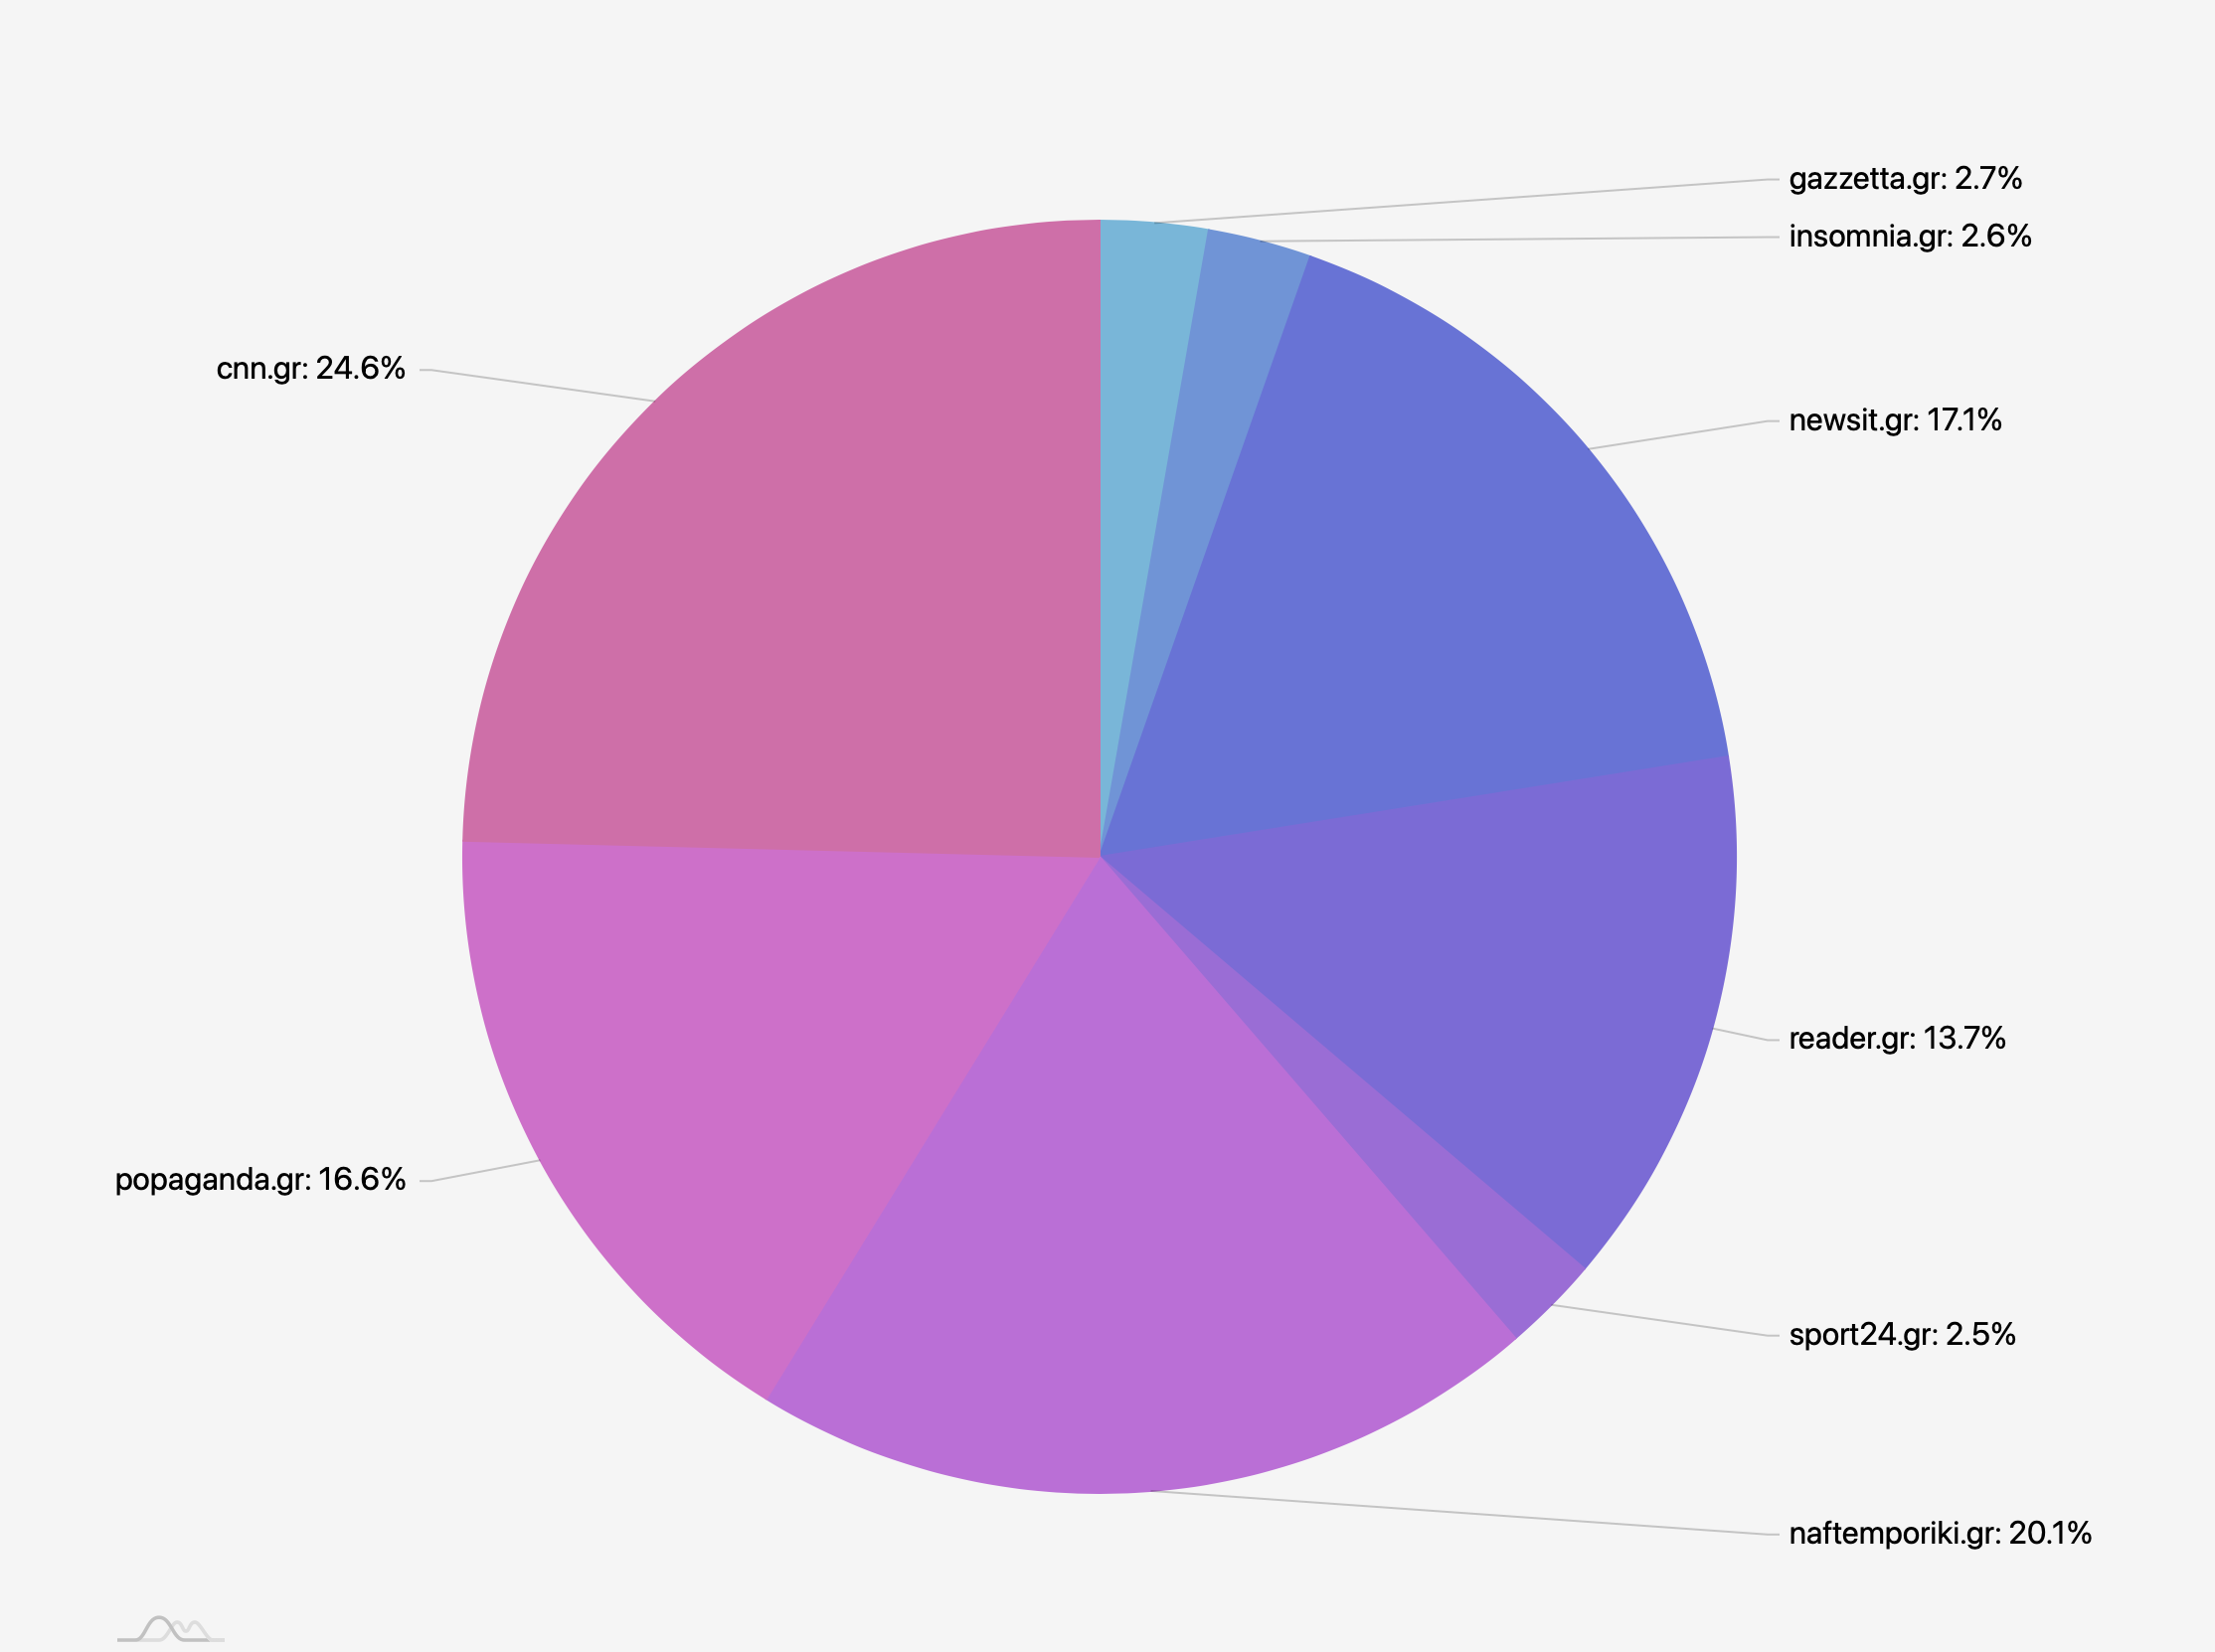 gazzetta.gr: 2.7%
insomnia.gr: 2.6%
cnn.gr: 24.6%
newsit.gr: 17.1%
reader.gr: 13.7%
popaganda.gr: 16.6%
sport24.gr: 2.5%
naftemporiki.gr: 20.1%